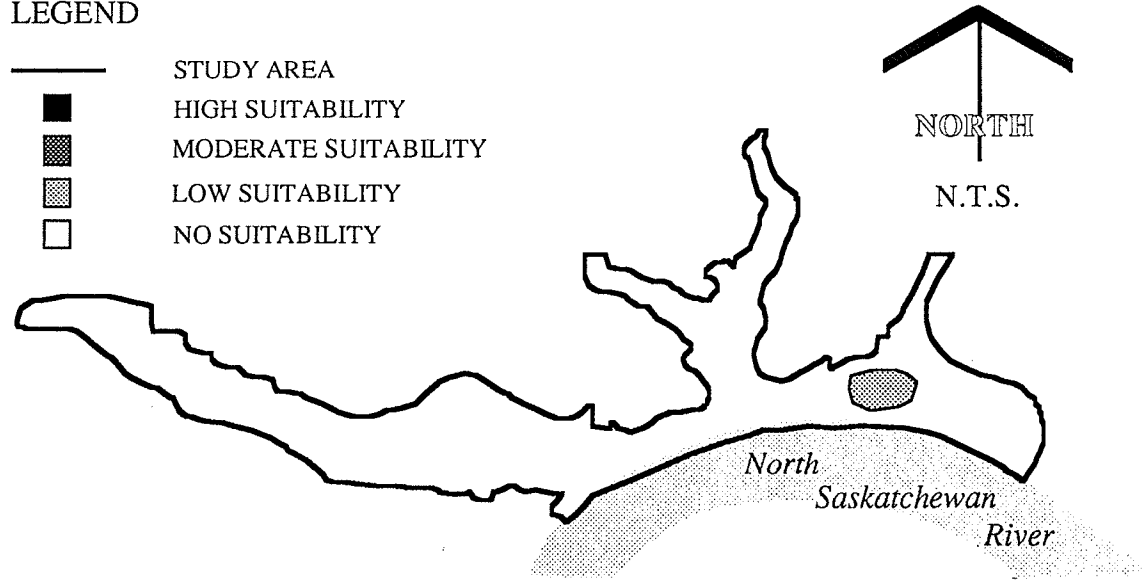 LEGEND
STUDY AREA
HIGH SUITABILITY
MODERATE SUITABILITY
LOW SUITABILITY
NO SUITABILITY
NORTH
N.T.S.
North
Saskatchewan
River